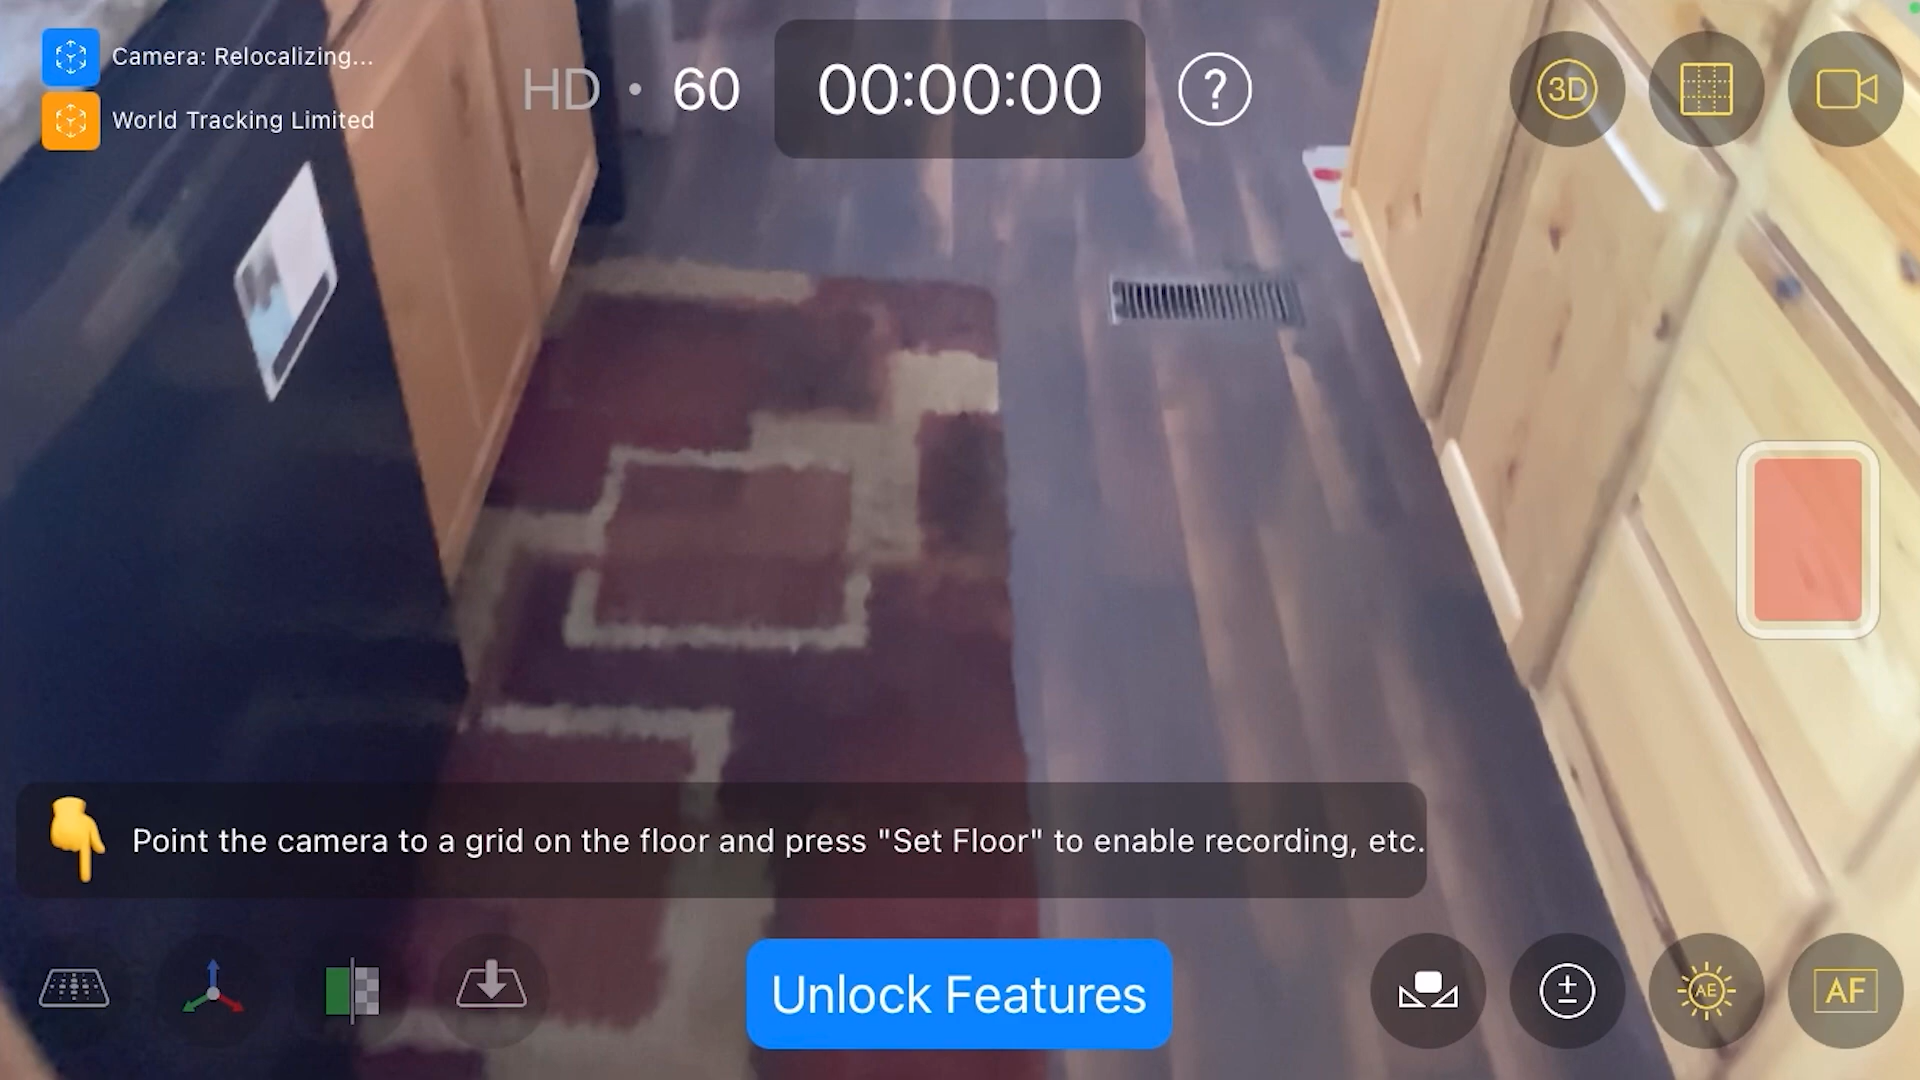 Camera: Relocalizing...
World Tracking Limited
HD • 60
00:00:00
?
3D
Point the camera to a grid on the floor and press "Set Floor" to enable recording, etc.
Unlock Features
AE
AF